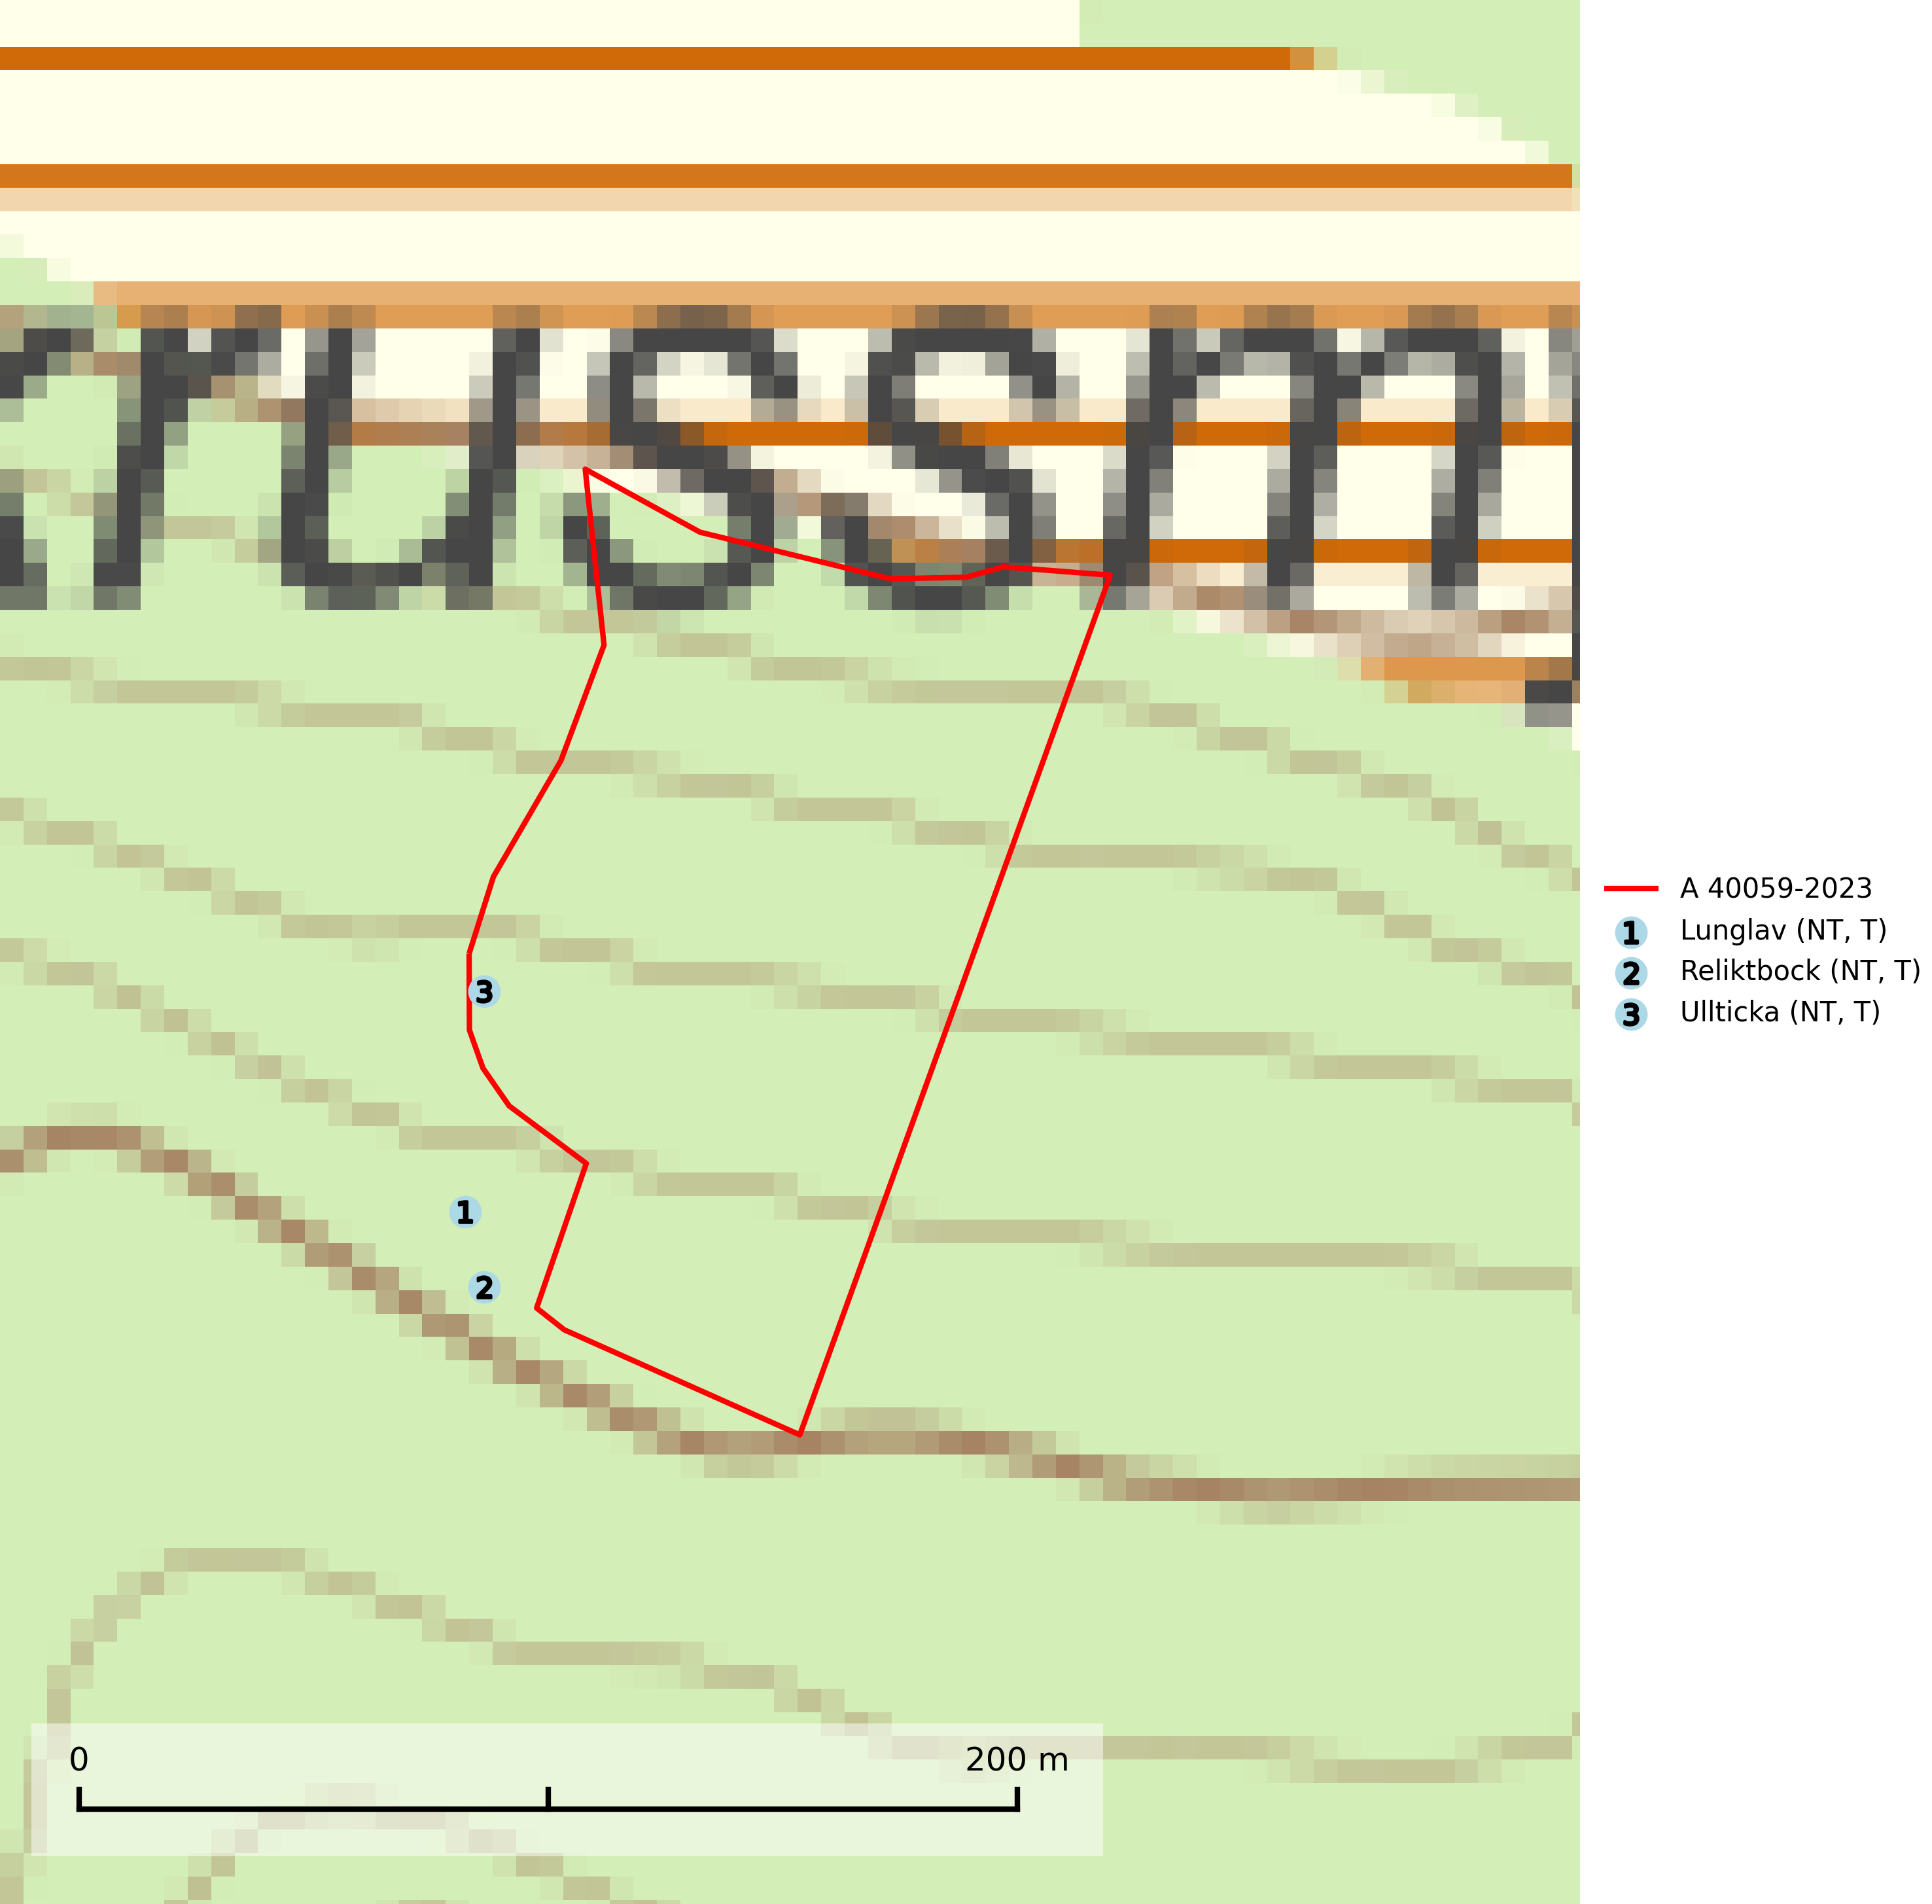 A 40059-2023
1 Lunglav (NT, T)
2 Reliktbock (NT, T)
3 Ullticka (NT, T)
3
1
2
0 200 m